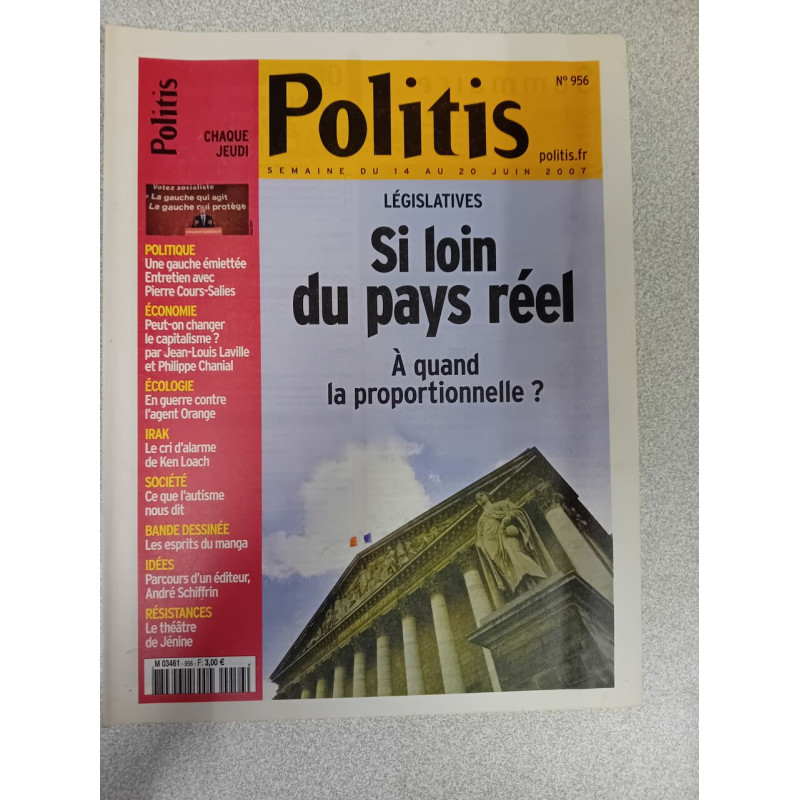 Politis
CHAQUE
JEUDI
Politis
N° 956
politis.fr
SEMAINE DU 14 AU 20 JUIN 2007
Votez socialiste
La gauche qui agit
La gauche qui protège
POLITIQUE
Une gauche émiettée
Entretien avec
Pierre Cours-Salies
ÉCONOMIE
Peut-on changer
le capitalisme ?
par Jean-Louis Laville
et Philippe Chanial
ÉCOLOGIE
En guerre contre
l'agent Orange
IRAK
Le cri d'alarme
de Ken Loach
SOCIÉTÉ
Ce que l'autisme
nous dit
BANDE DESSINÉE
Les esprits du manga
IDÉES
Parcours d'un éditeur,
André Schiffrin
RÉSISTANCES
Le théâtre
de Jénine
M 03461 - 956 - F: 3,00 €
LÉGISLATIVES
Si loin
du pays réel
À quand
la proportionnelle ?